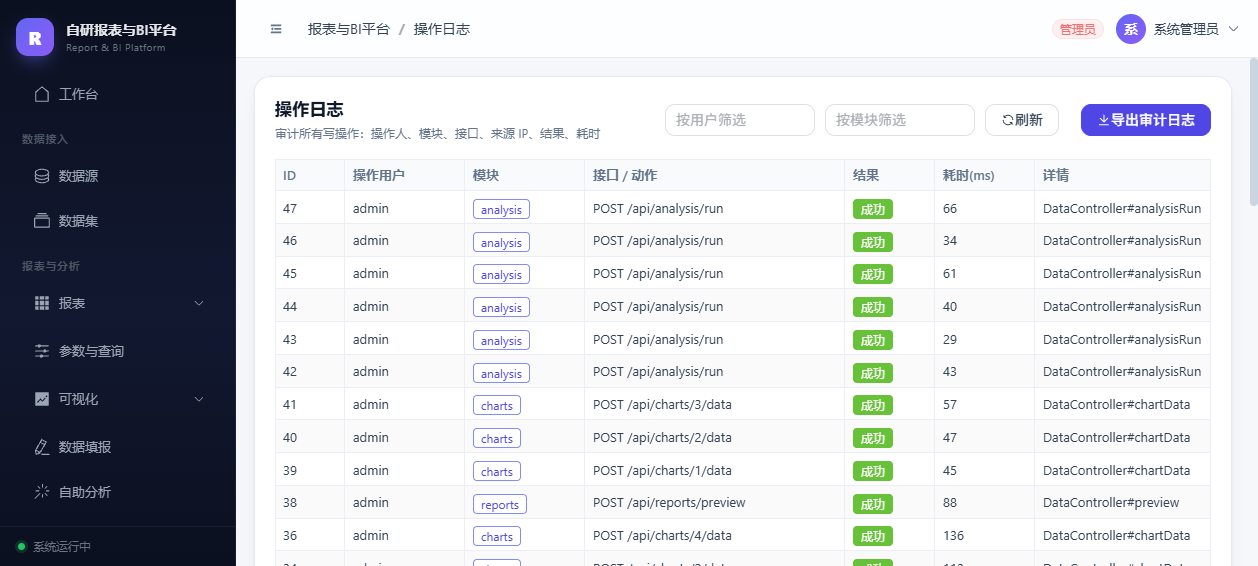 R
自研报表与BI平台
Report & BI Platform
工作台
数据接入
数据源
数据集
报表与分析
报表
参数与查询
可视化
数据填报
自助分析
系统运行中
报表与BI平台 / 操作日志
管理员 系 系统管理员
操作日志
审计所有写操作：操作人、模块、接口、来源 IP、结果、耗时
按用户筛选 按模块筛选 刷新 导出审计日志
ID 操作用户 模块 接口 / 动作 结果 耗时(ms) 详情
47 admin analysis POST /api/analysis/run 成功 66 DataController#analysisRun
46 admin analysis POST /api/analysis/run 成功 34 DataController#analysisRun
45 admin analysis POST /api/analysis/run 成功 61 DataController#analysisRun
44 admin analysis POST /api/analysis/run 成功 40 DataController#analysisRun
43 admin analysis POST /api/analysis/run 成功 29 DataController#analysisRun
42 admin analysis POST /api/analysis/run 成功 43 DataController#analysisRun
41 admin charts POST /api/charts/3/data 成功 57 DataController#chartData
40 admin charts POST /api/charts/2/data 成功 47 DataController#chartData
39 admin charts POST /api/charts/1/data 成功 45 DataController#chartData
38 admin reports POST /api/reports/preview 成功 88 DataController#preview
36 admin charts POST /api/charts/4/data 成功 136 DataController#chartData